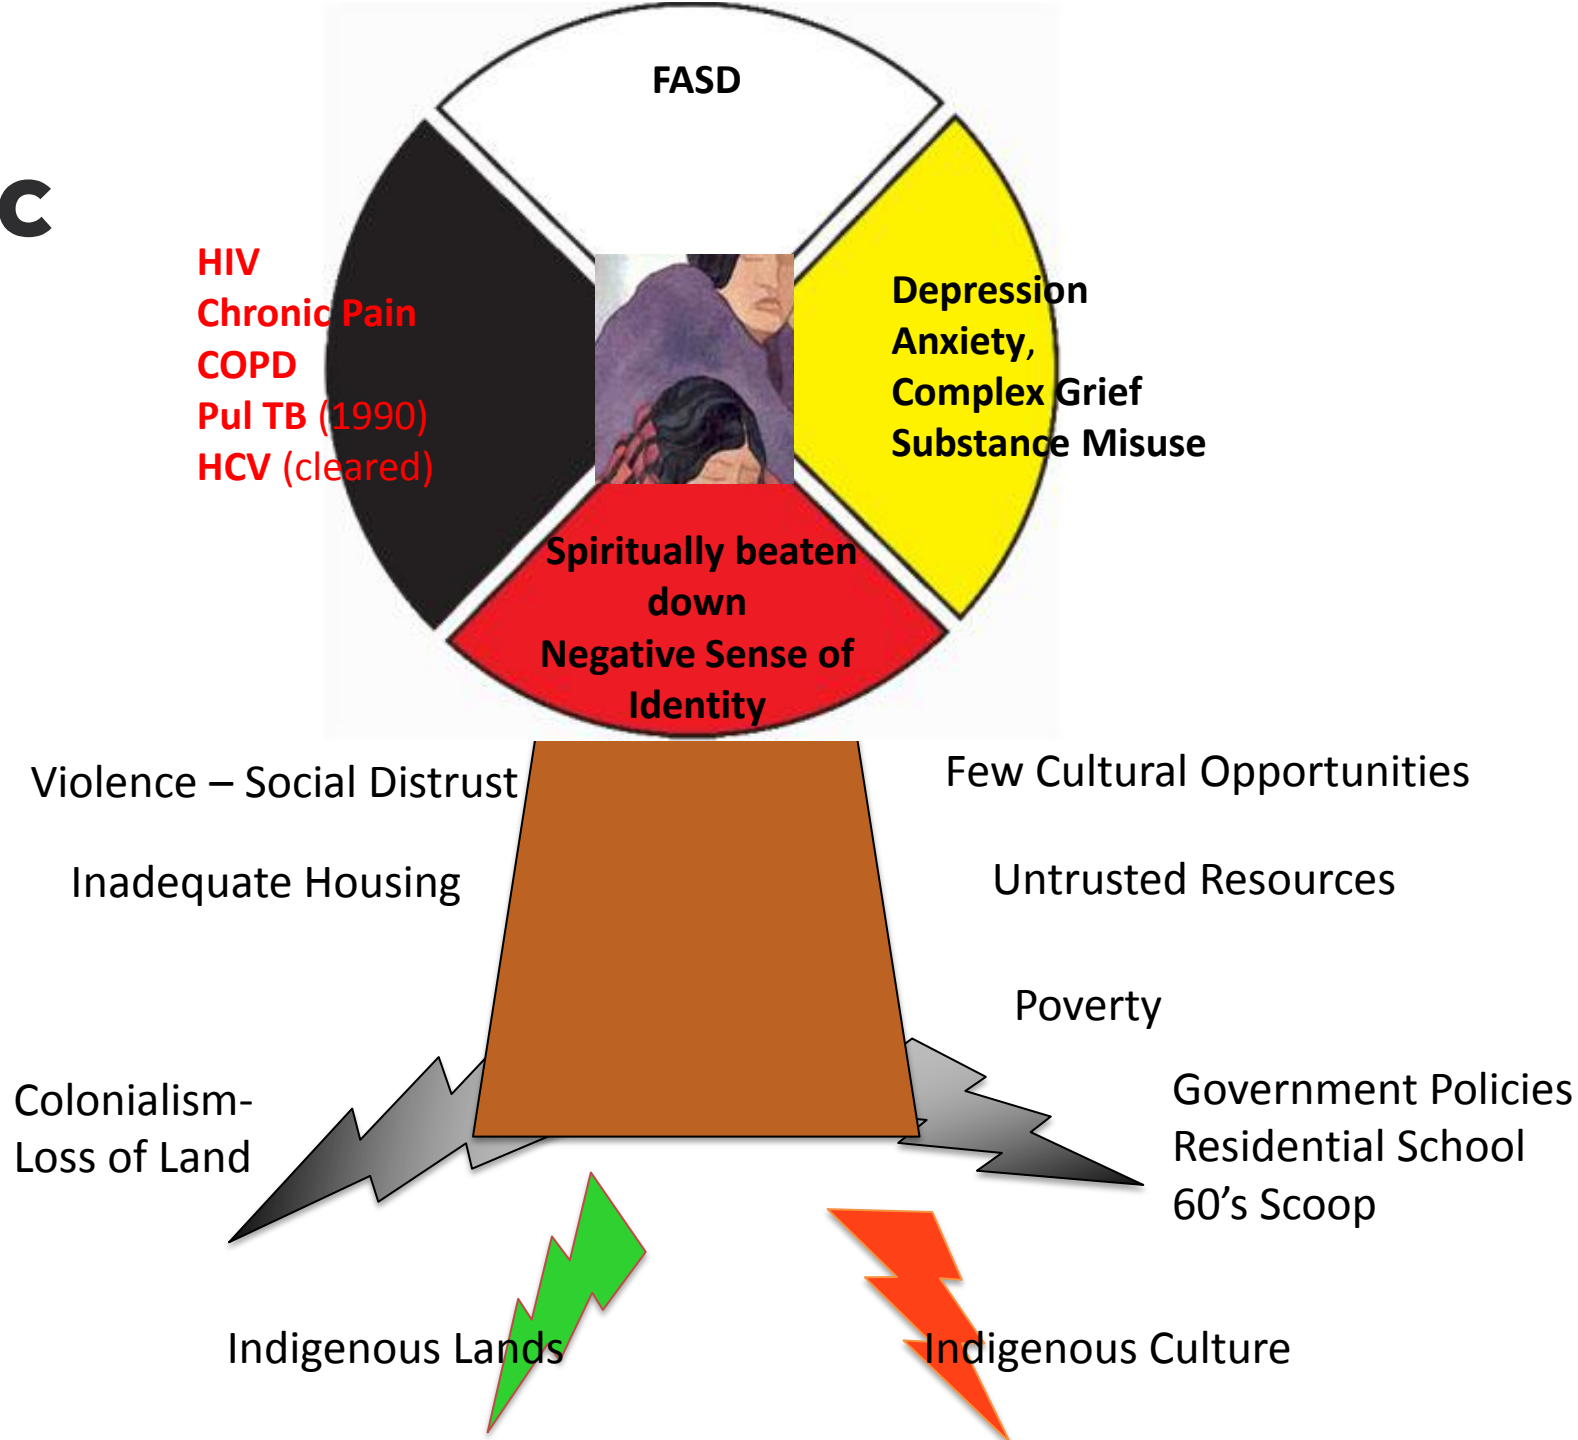 FASD
c
HIV
Chronic Pain
COPD
Pul TB (1990)
HCV (cleared)
Depression
Anxiety,
Complex Grief
Substance Misuse
Spiritually beaten
down
Negative Sense of
Identity
Violence – Social Distrust
Few Cultural Opportunities
Inadequate Housing
Untrusted Resources
Poverty
Colonialism-
Loss of Land
Government Policies
Residential School
60’s Scoop
Indigenous Lands
Indigenous Culture